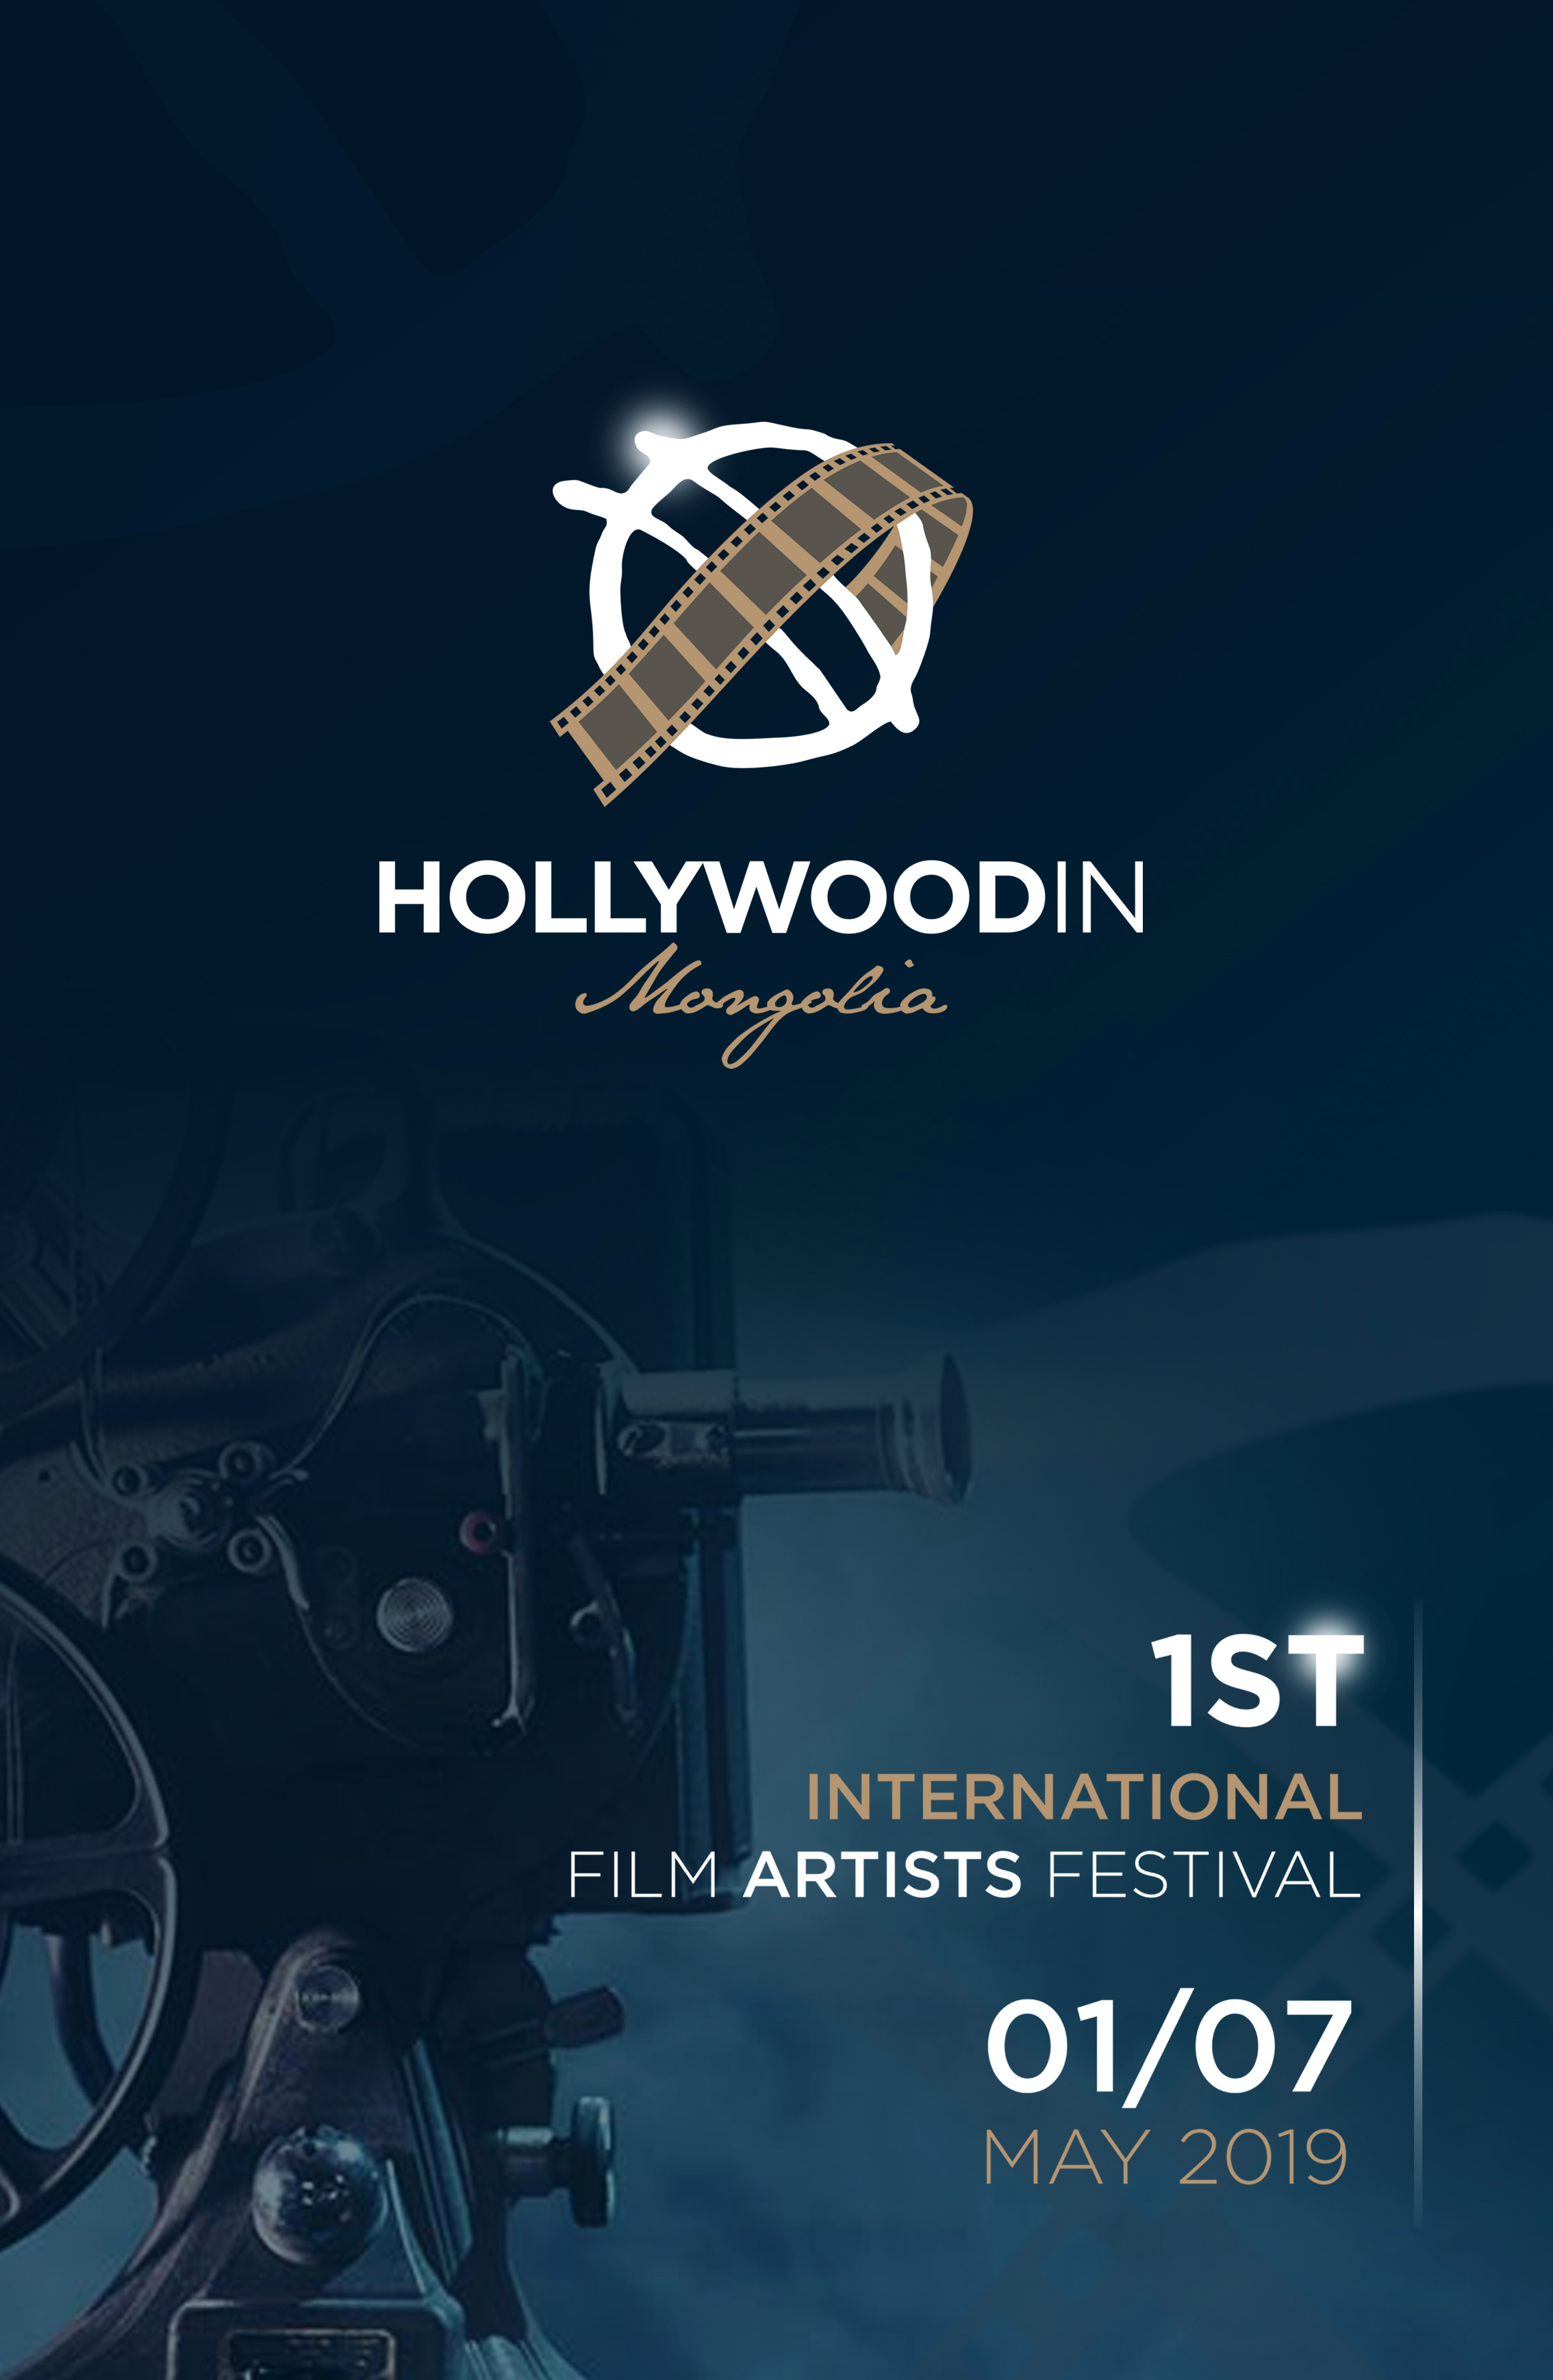 HOLLYWOODIN
Mongolia
1ST
INTERNATIONAL
FILM ARTISTS FESTIVAL
01/07
MAY 2019